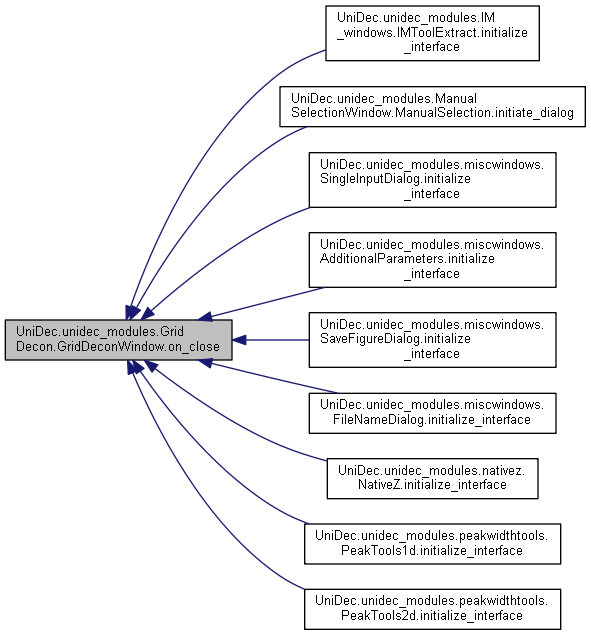 UniDec.unidec_modules.IM
_windows.IMToolExtract.initialize
_interface
UniDec.unidec_modules.Manual
SelectionWindow.ManualSelection.initiate_dialog
UniDec.unidec_modules.miscwindows.
SingleInputDialog.initialize
_interface
UniDec.unidec_modules.miscwindows.
AdditionalParameters.initialize
_interface
UniDec.unidec_modules.Grid
Decon.GridDeconWindow.on_close
UniDec.unidec_modules.miscwindows.
SaveFigureDialog.initialize
_interface
UniDec.unidec_modules.miscwindows.
FileNameDialog.initialize_interface
UniDec.unidec_modules.nativez.
NativeZ.initialize_interface
UniDec.unidec_modules.peakwidthtools.
PeakTools1d.initialize_interface
UniDec.unidec_modules.peakwidthtools.
PeakTools2d.initialize_interface